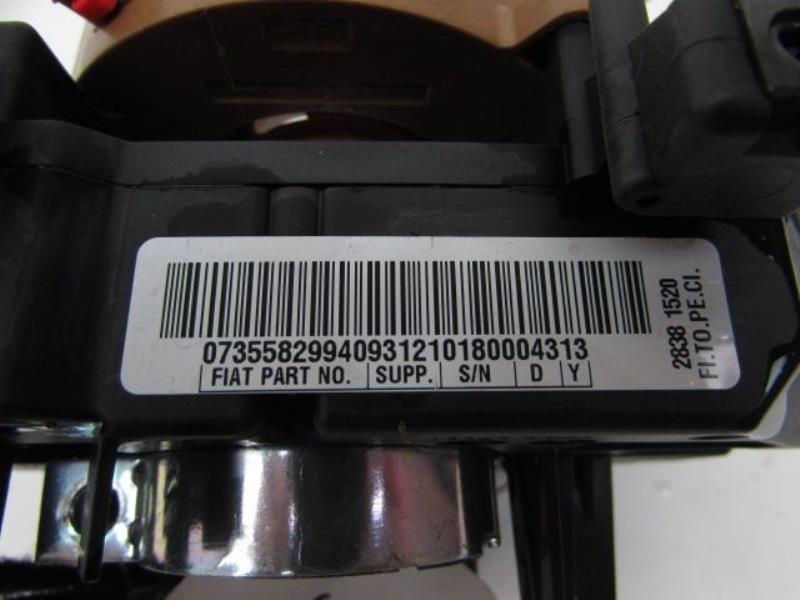 07355829940931210180004313
FIAT PART NO. SUPP. S/N D Y
2838 1520
FI.TO.PE.CI.